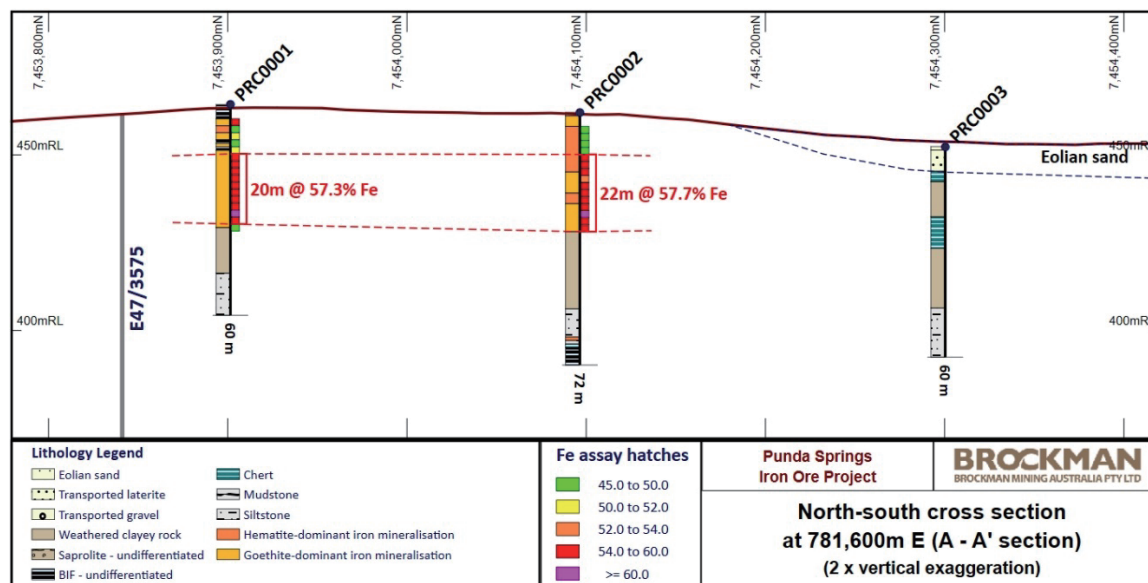 7,453,800mN
7,453,900mN
7,454,000mN
7,454,100mN
7,454,200mN
7,454,300mN
7,454,400mN
PRC0001
PRC0002
PRC0003
450mRL
450mRL
Eolian sand
20m @ 57.3% Fe
22m @ 57.7% Fe
E47/3575
400mRL
400mRL
60 m
72 m
60 m
Lithology Legend
Eolian sand
Transported laterite
Transported gravel
Weathered clayey rock
Saprolite - undifferentiated
BIF - undifferentiated
Chert
Mudstone
Siltstone
Hematite-dominant iron mineralisation
Goethite-dominant iron mineralisation
Fe assay hatches
45.0 to 50.0
50.0 to 52.0
52.0 to 54.0
54.0 to 60.0
>= 60.0
Punda Springs
Iron Ore Project
BROCKMAN
BROCKMAN MINING AUSTRALIA PTY LTD
North-south cross section
at 781,600m E (A - A' section)
(2 x vertical exaggeration)